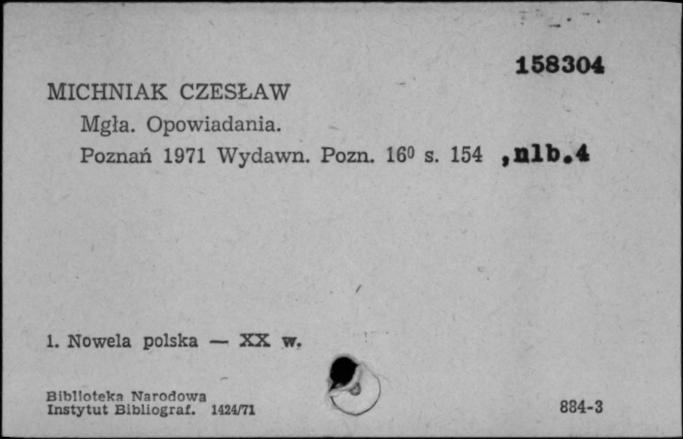 158304
MICHNIAK CZESŁAW
Mgła. Opowiadania.
Poznań 1971 Wydawn. Pozn. 16⁰ s. 154 ,nlb.4
1. Nowela polska — XX w.
Biblioteka Narodowa
Instytut Bibliograf. 1424/71
884-3